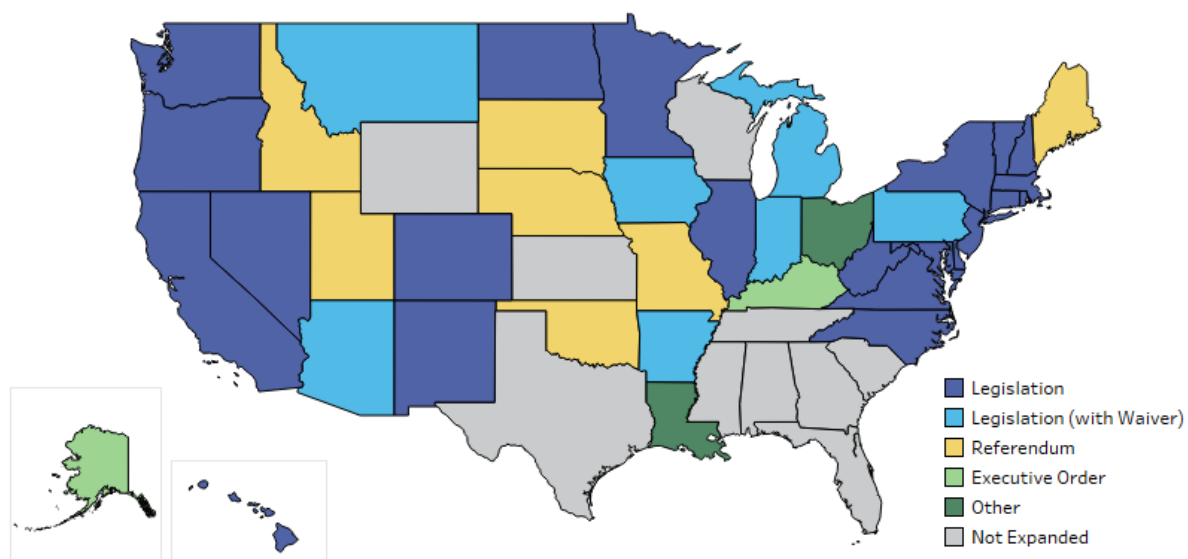 Legislation
Legislation (with Waiver)
Referendum
Executive Order
Other
Not Expanded